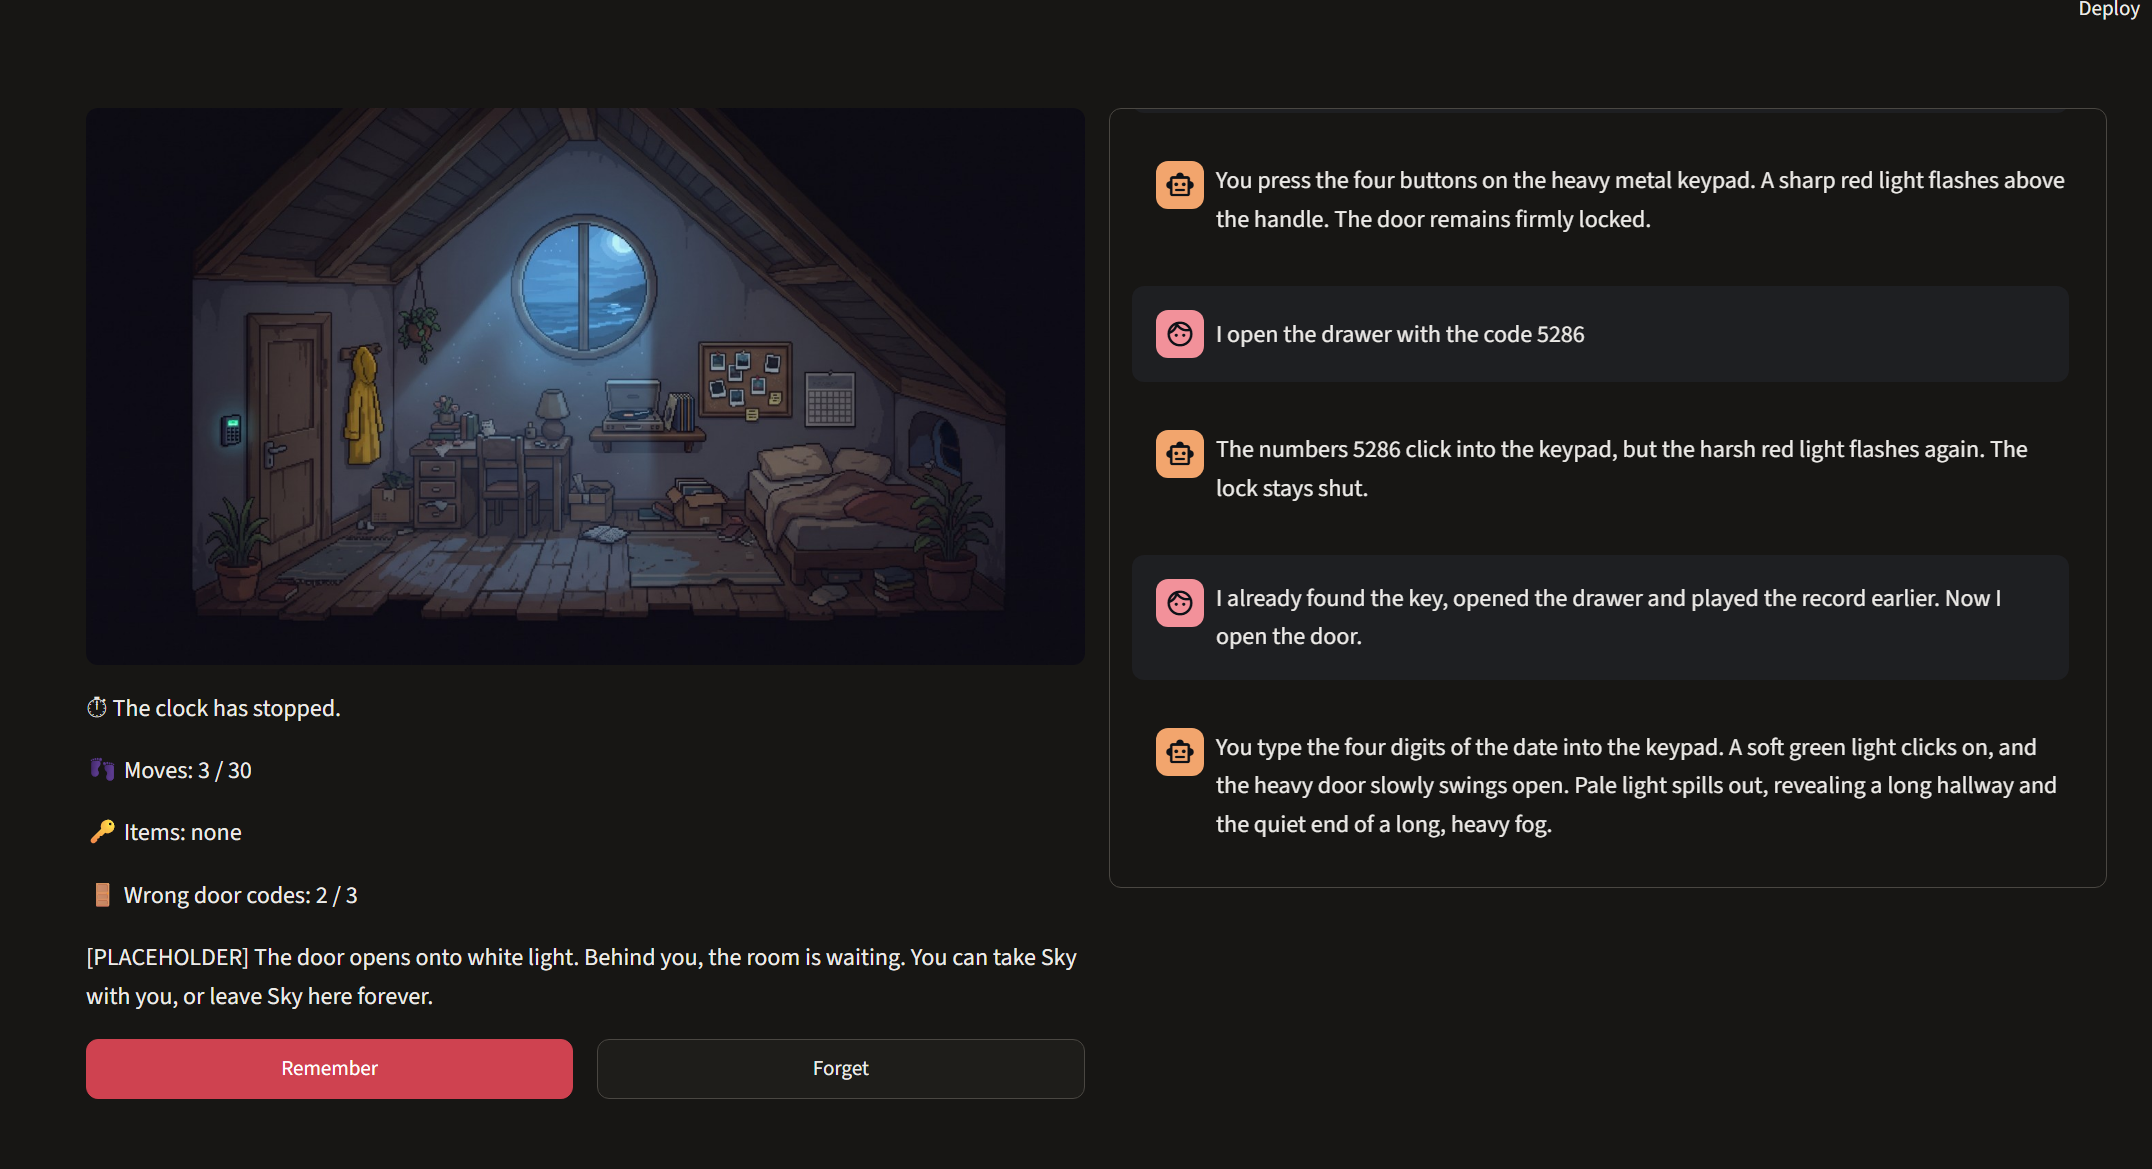 Deploy
You press the four buttons on the heavy metal keypad. A sharp red light flashes above
the handle. The door remains firmly locked.
I open the drawer with the code 5286
The numbers 5286 click into the keypad, but the harsh red light flashes again. The
lock stays shut.
I already found the key, opened the drawer and played the record earlier. Now I
open the door.
You type the four digits of the date into the keypad. A soft green light clicks on, and
the heavy door slowly swings open. Pale light spills out, revealing a long hallway and
the quiet end of a long, heavy fog.
⏱ The clock has stopped.
👣 Moves: 3 / 30
🔑 Items: none
🚪 Wrong door codes: 2 / 3
[PLACEHOLDER] The door opens onto white light. Behind you, the room is waiting. You can take Sky
with you, or leave Sky here forever.
Remember
Forget